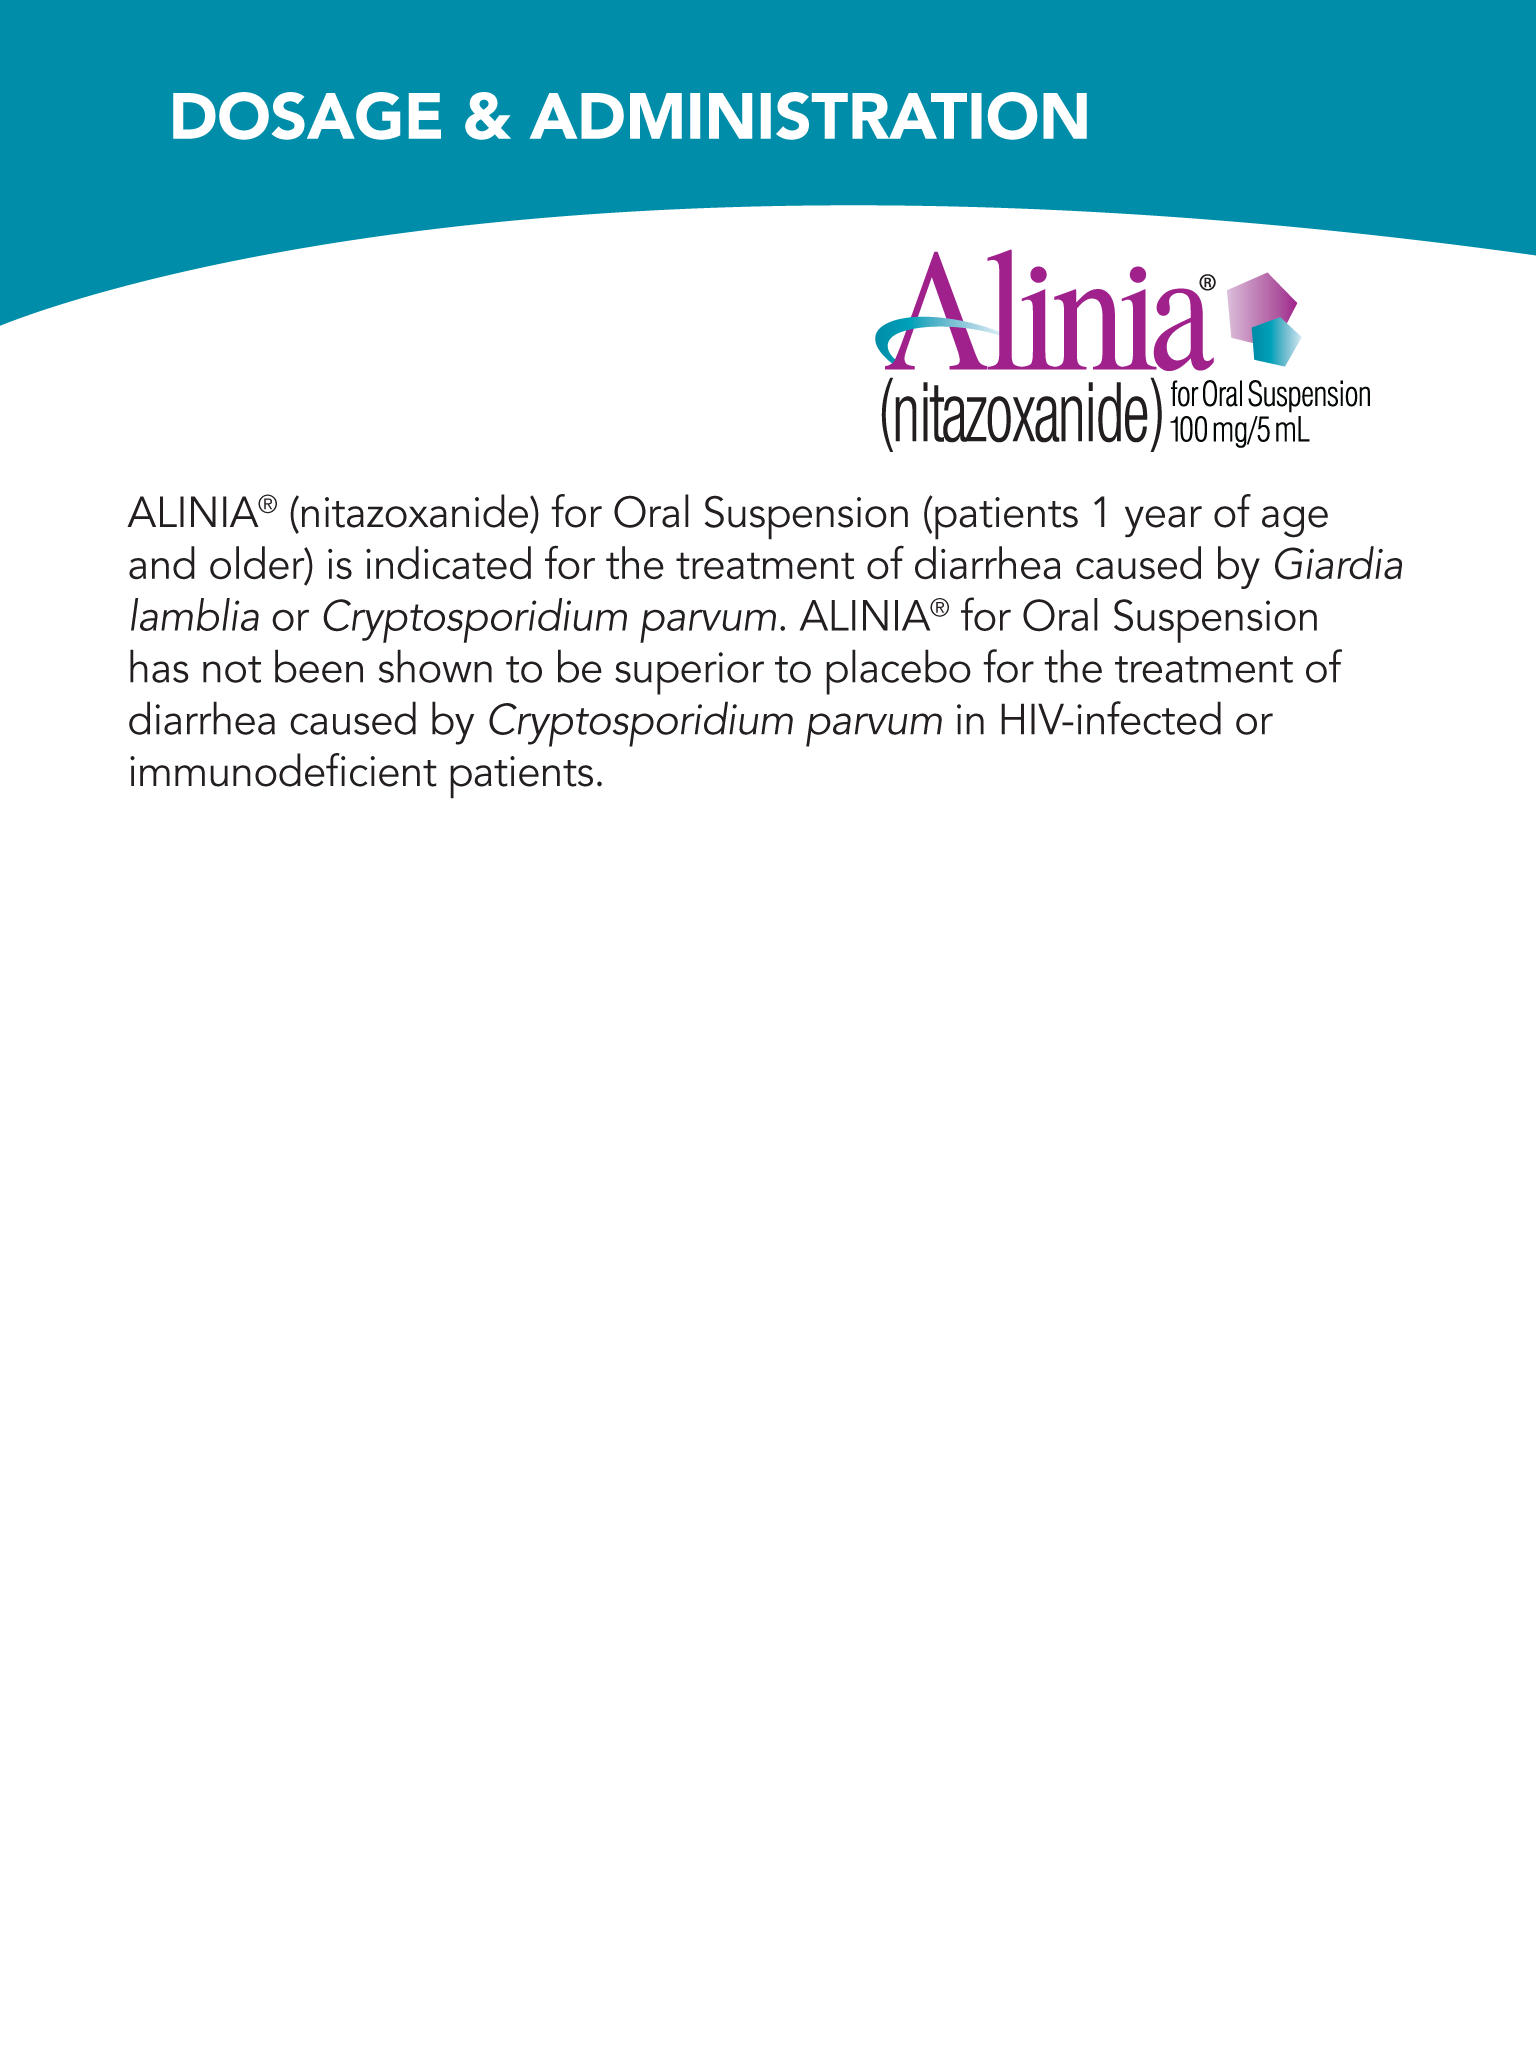 DOSAGE & ADMINISTRATION
Alinia®
(nitazoxanide) for Oral Suspension
100 mg/5 mL
ALINIA® (nitazoxanide) for Oral Suspension (patients 1 year of age
and older) is indicated for the treatment of diarrhea caused by Giardia
lamblia or Cryptosporidium parvum. ALINIA® for Oral Suspension
has not been shown to be superior to placebo for the treatment of
diarrhea caused by Cryptosporidium parvum in HIV-infected or
immunodeficient patients.